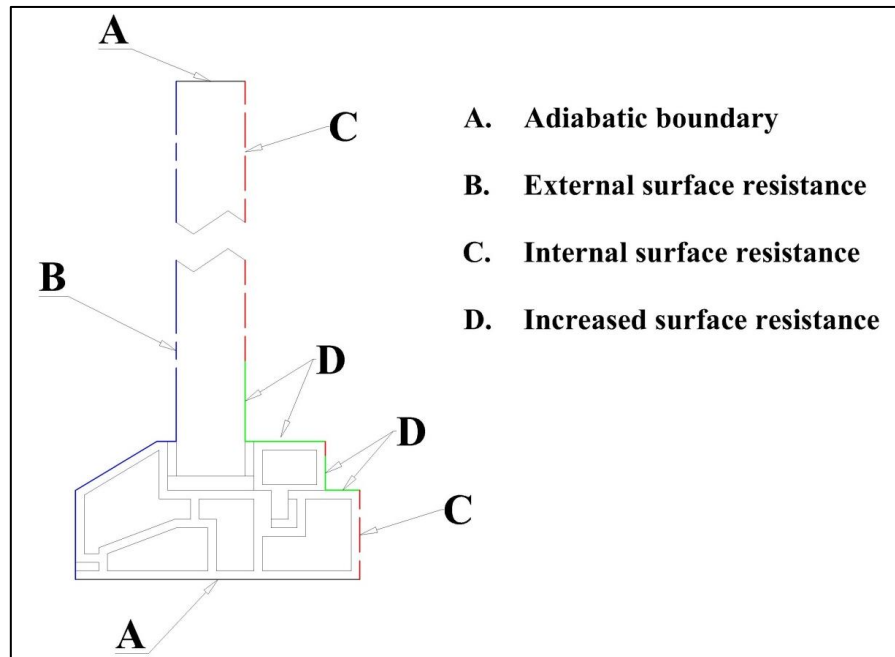 A
C
A. Adiabatic boundary
B. External surface resistance
B
C. Internal surface resistance
D. Increased surface resistance
D
D
C
A